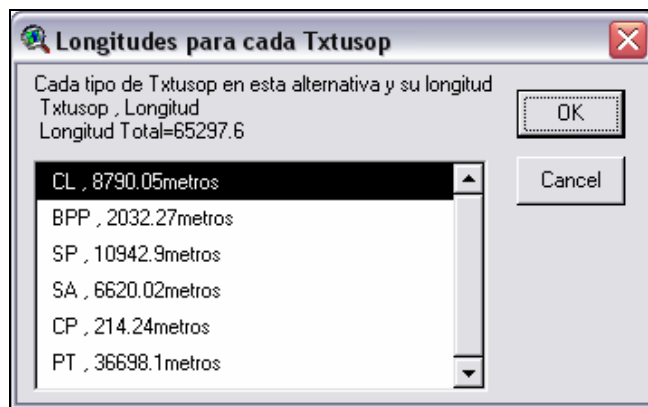 Longitudes para cada Txtusop
Cada tipo de Txtusop en esta alternativa y su longitud
Txtusop , Longitud
Longitud Total=65297.6
OK
Cancel
CL , 8790.05metros
BPP , 2032.27metros
SP , 10942.9metros
SA , 6620.02metros
CP , 214.24metros
PT , 36698.1metros